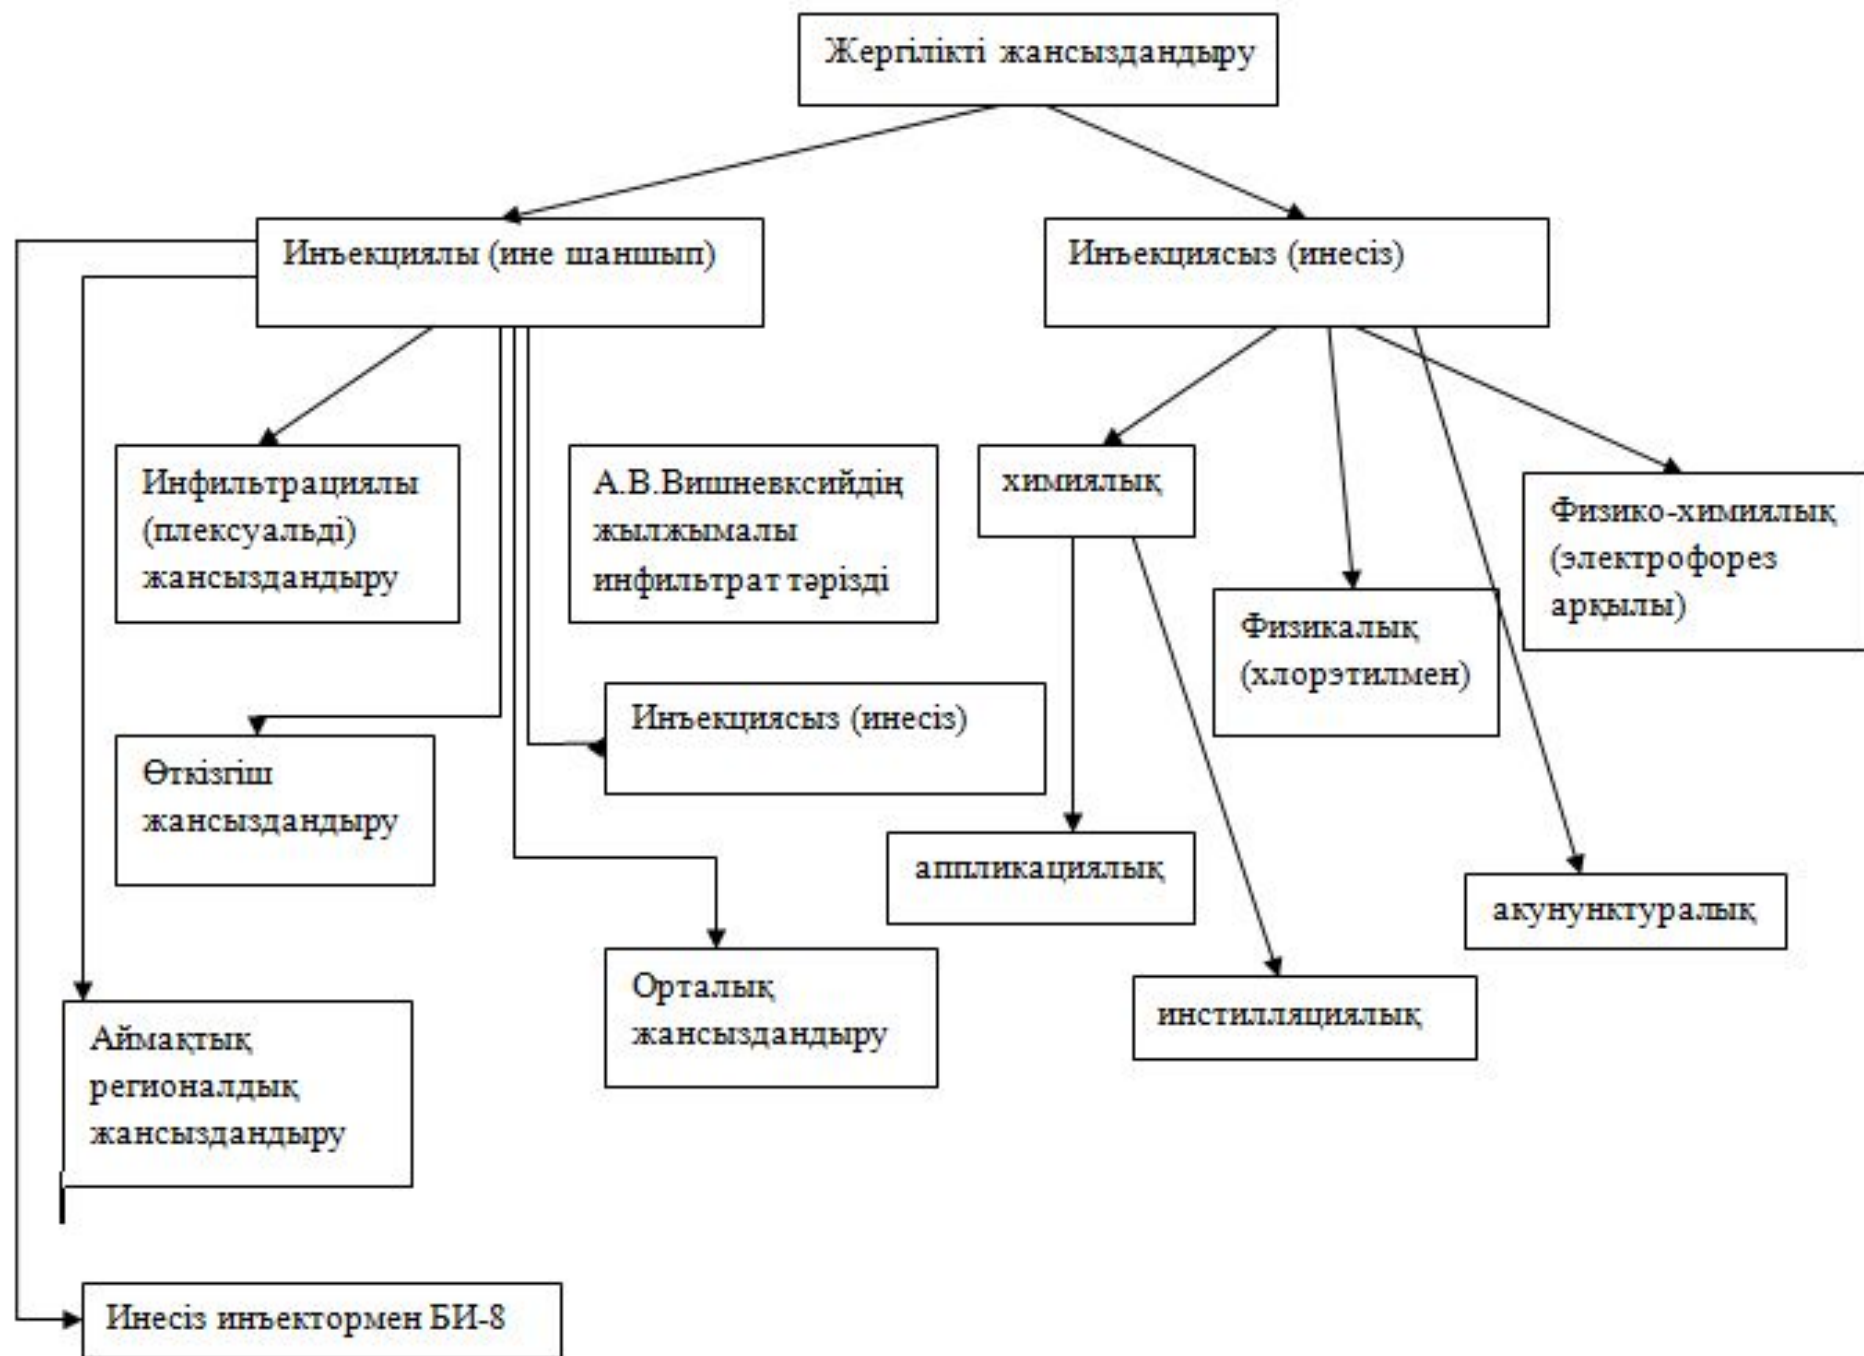 Жергілікті жансыздандыру
Инъекциялы (ине шаншып)
Инъекциясыз (инесіз)
Инфильтрациялы
(плексуальді)
жансыздандыру
А.В.Вишневксийдің
жылжымалы
инфильтрат тәрізді
химиялық
Физико-химиялық
(электрофорез
арқылы)
Физикалық
(хлорэтилмен)
Инъекциясыз (инесіз)
Өткізгіш
жансыздандыру
аппликациялық
акунунктуралық
Орталық
жансыздандыру
инстилляциялық
Аймақтық
регионалдық
жансыздандыру
Инесіз инъектормен БИ-8